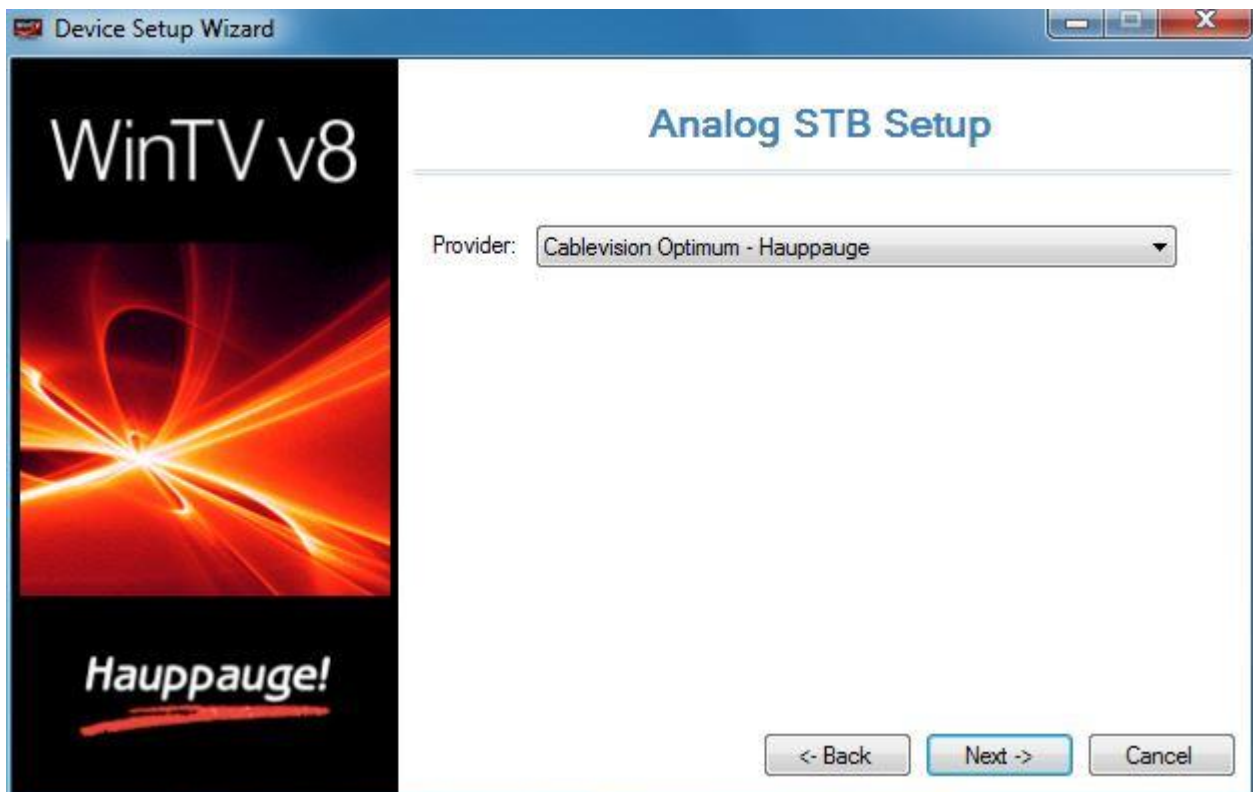 Device Setup Wizard
WinTV v8
Analog STB Setup
Provider: Cablevision Optimum - Hauppauge
Hauppauge!
<- Back Next -> Cancel